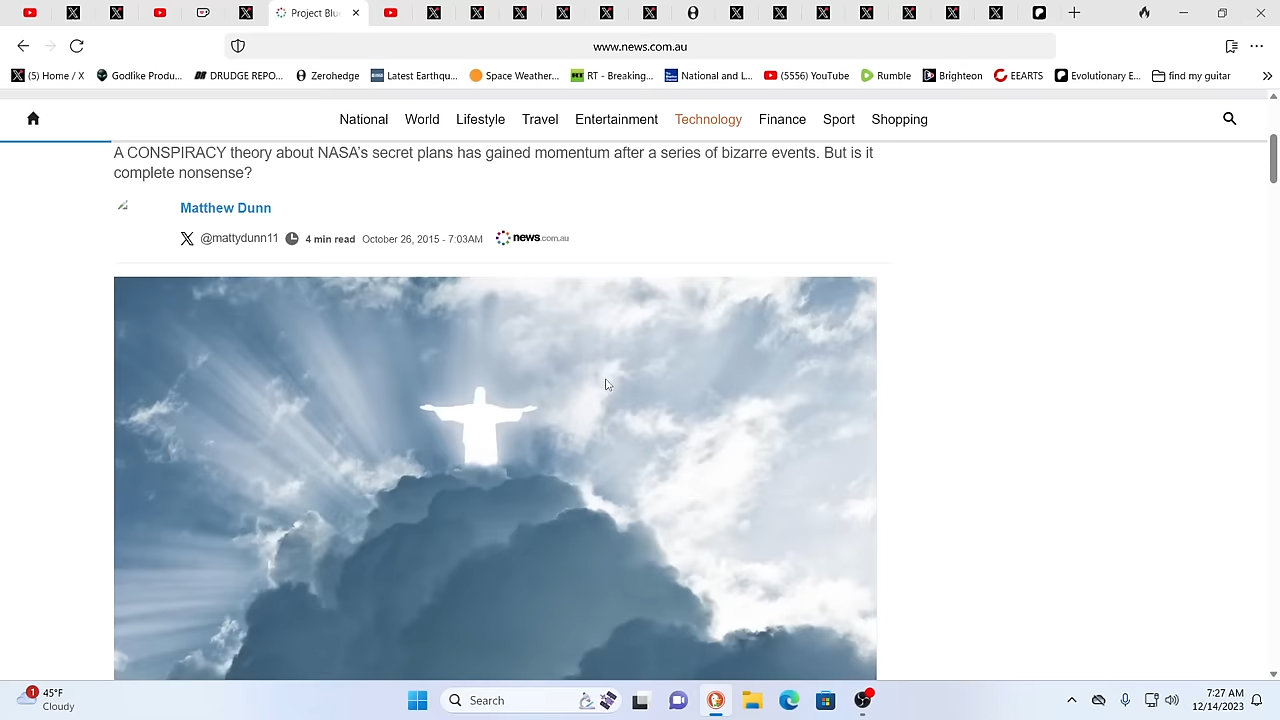 Project Blu
www.news.com.au
(5) Home / X
Godlike Produ...
DRUDGE REPO...
Zerohedge
Latest Earthqu...
Space Weather...
RT - Breaking...
National and L...
(5556) YouTube
Rumble
Brighteon
EEARTS
Evolutionary E...
find my guitar
National World Lifestyle Travel Entertainment Technology Finance Sport Shopping
A CONSPIRACY theory about NASA's secret plans has gained momentum after a series of bizarre events. But is it
complete nonsense?
Matthew Dunn
@mattydunn11 4 min read October 26, 2015 - 7:03AM news.com.au
1
45°F
Cloudy
Search
7:27 AM
12/14/2023